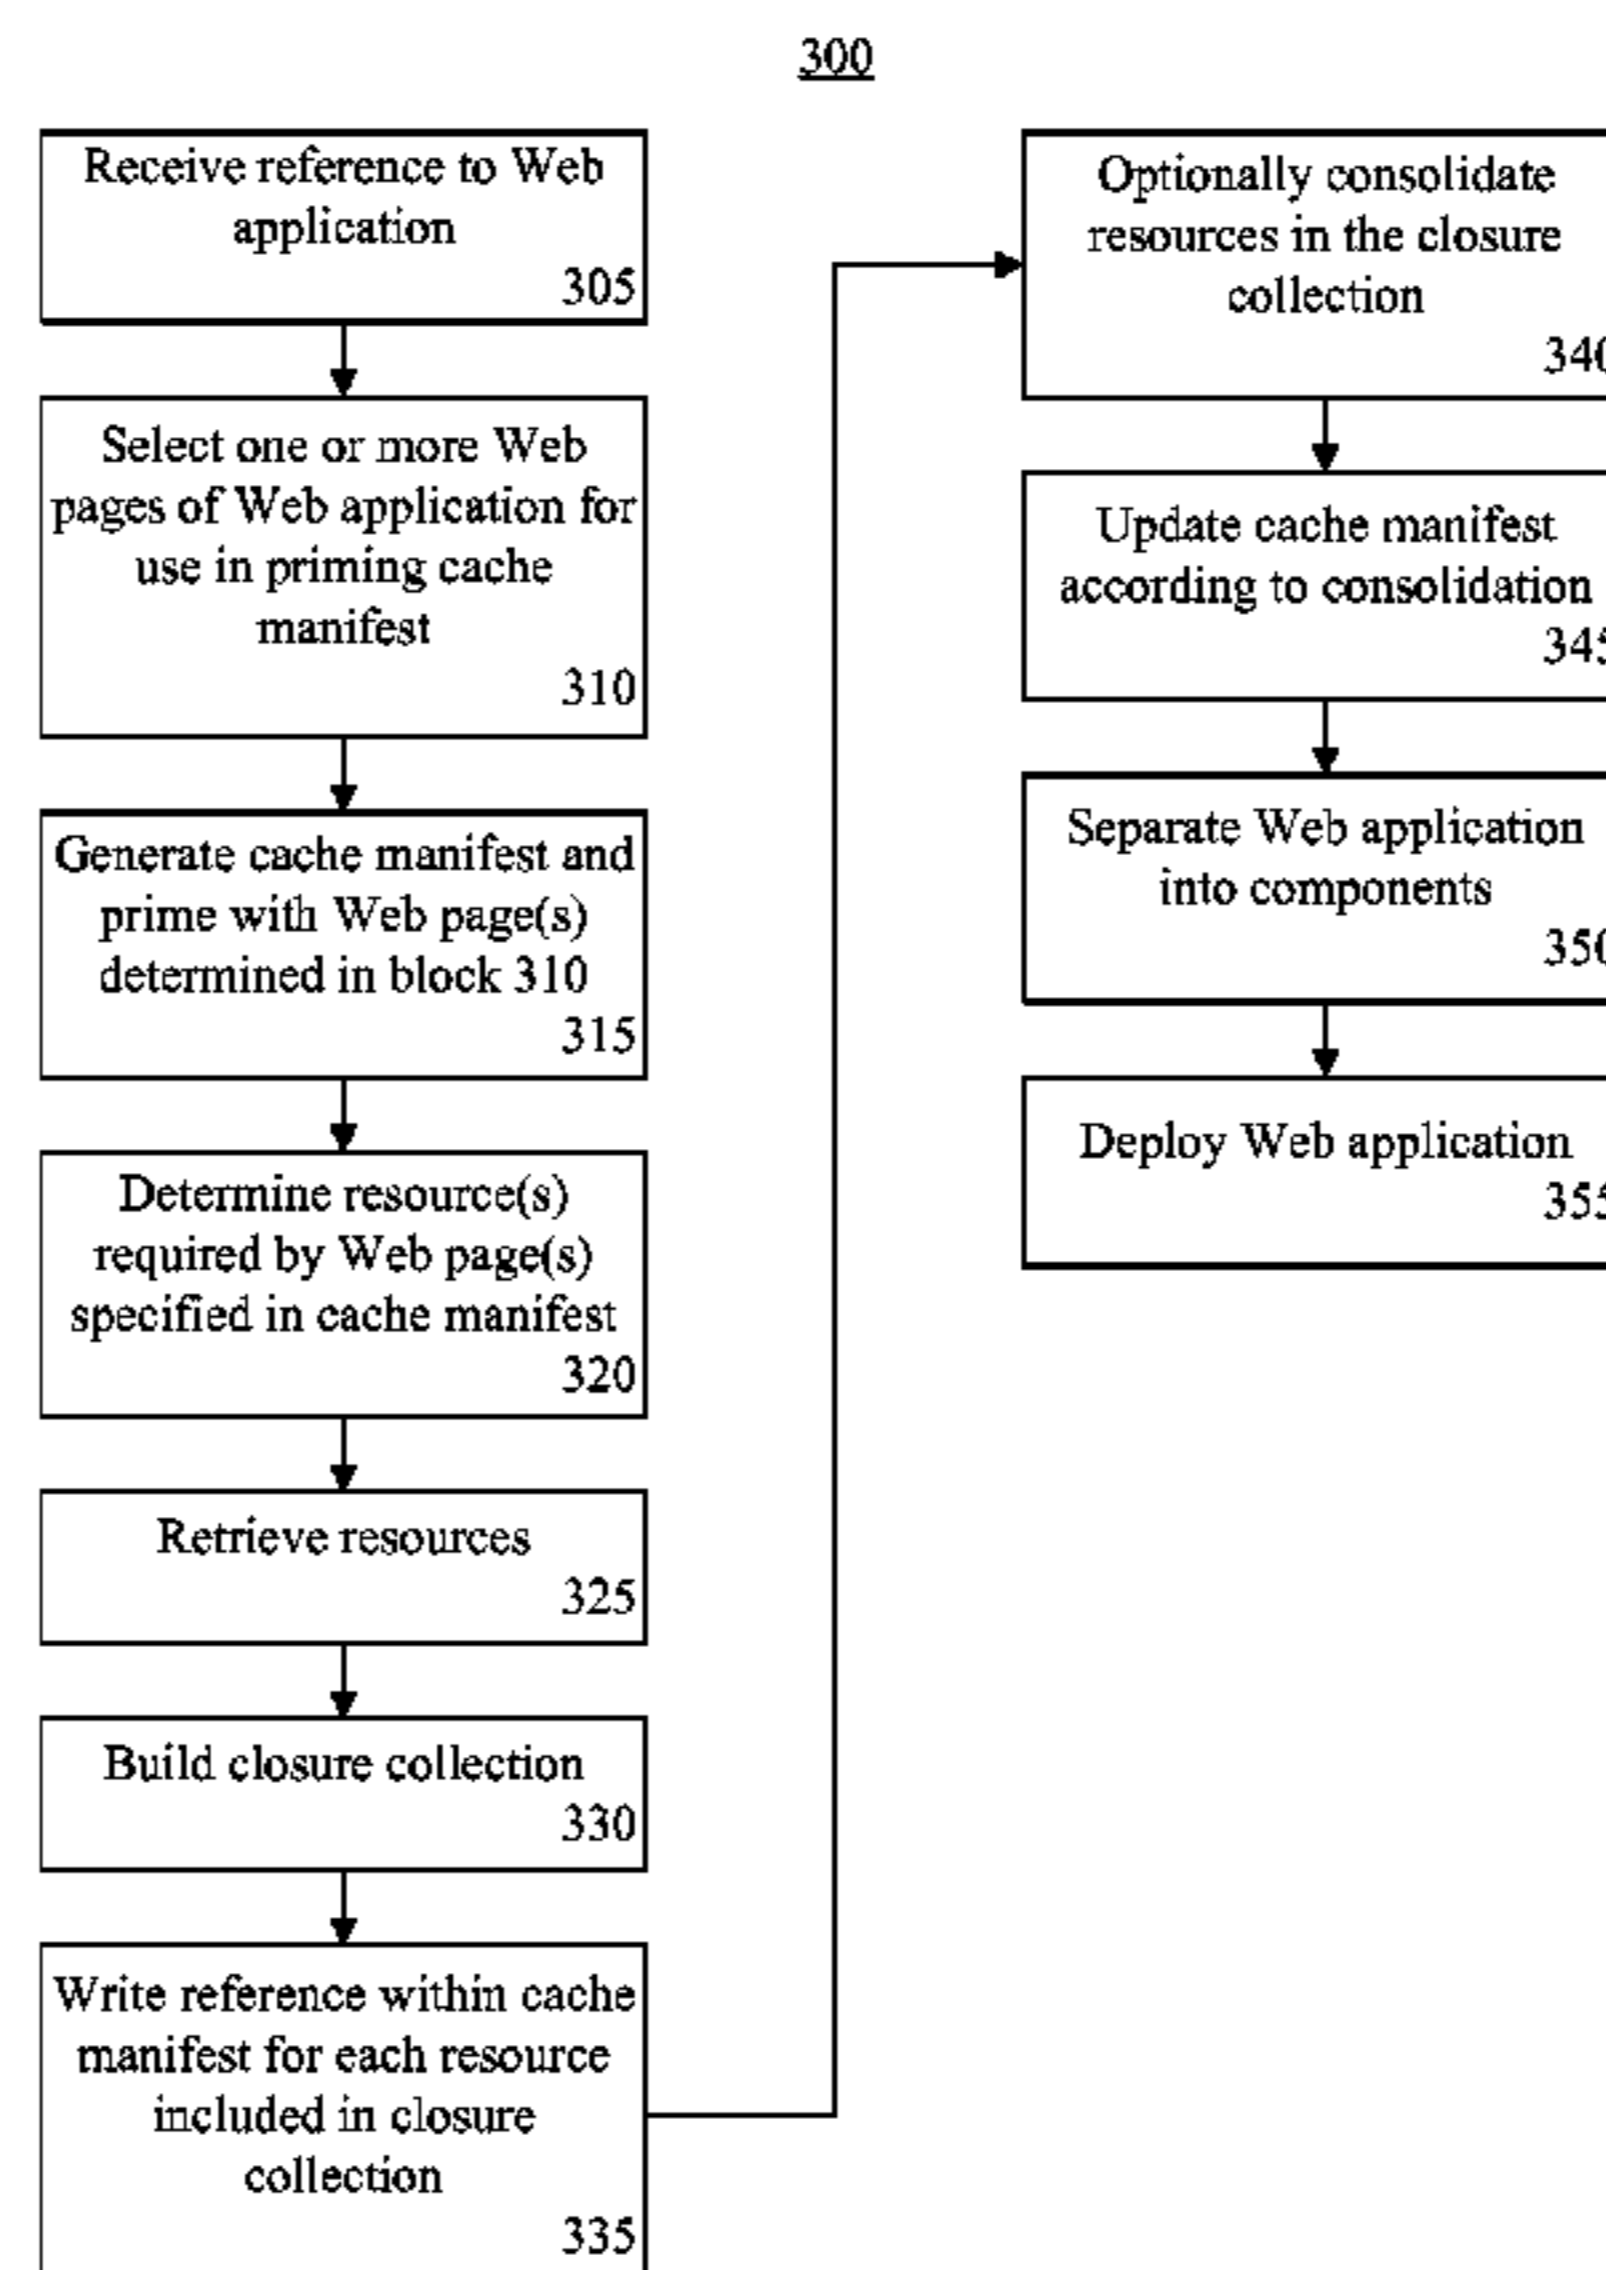 300
Receive reference to Web
application
305
Select one or more Web
pages of Web application for
use in priming cache
manifest
310
Generate cache manifest and
prime with Web page(s)
determined in block 310
315
Determine resource(s)
required by Web page(s)
specified in cache manifest
320
Retrieve resources
325
Build closure collection
330
Write reference within cache
manifest for each resource
included in closure
collection
335
Optionally consolidate
resources in the closure
collection
340
Update cache manifest
according to consolidation
345
Separate Web application
into components
350
Deploy Web application
355